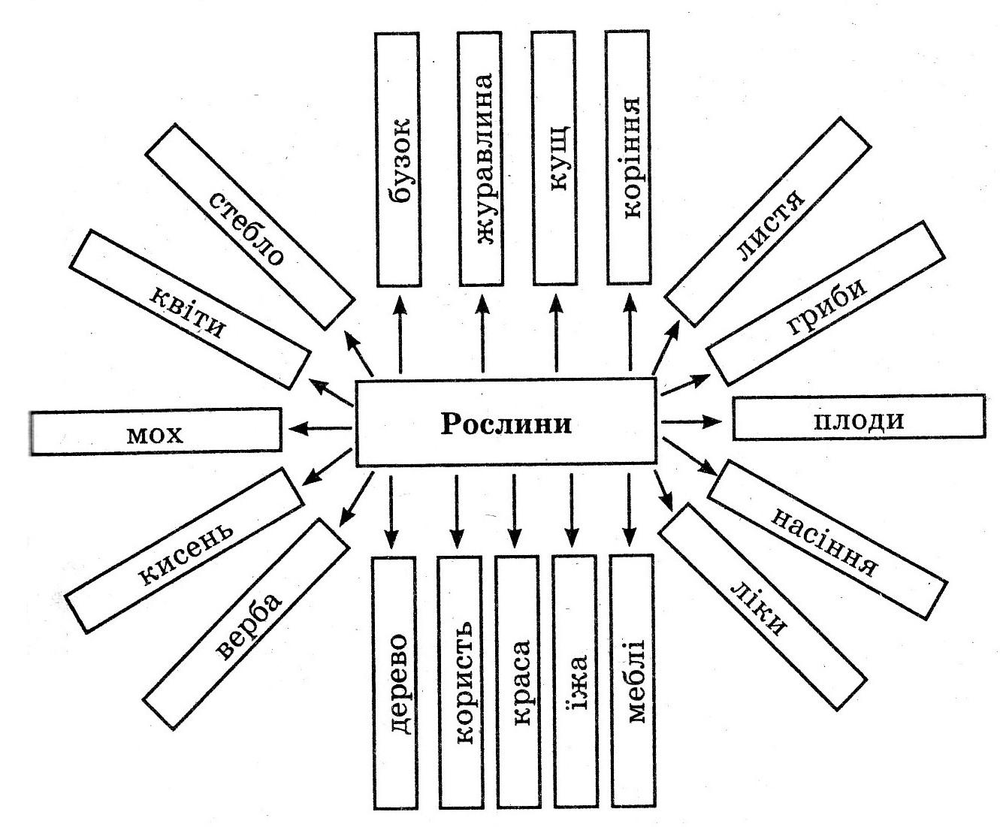 бузок
журавлина
кущ
коріння
стебло
листя
квіти
гриби
мох
Рослини
плоди
кисень
насіння
верба
ліки
дерево
користь
краса
їжа
меблі